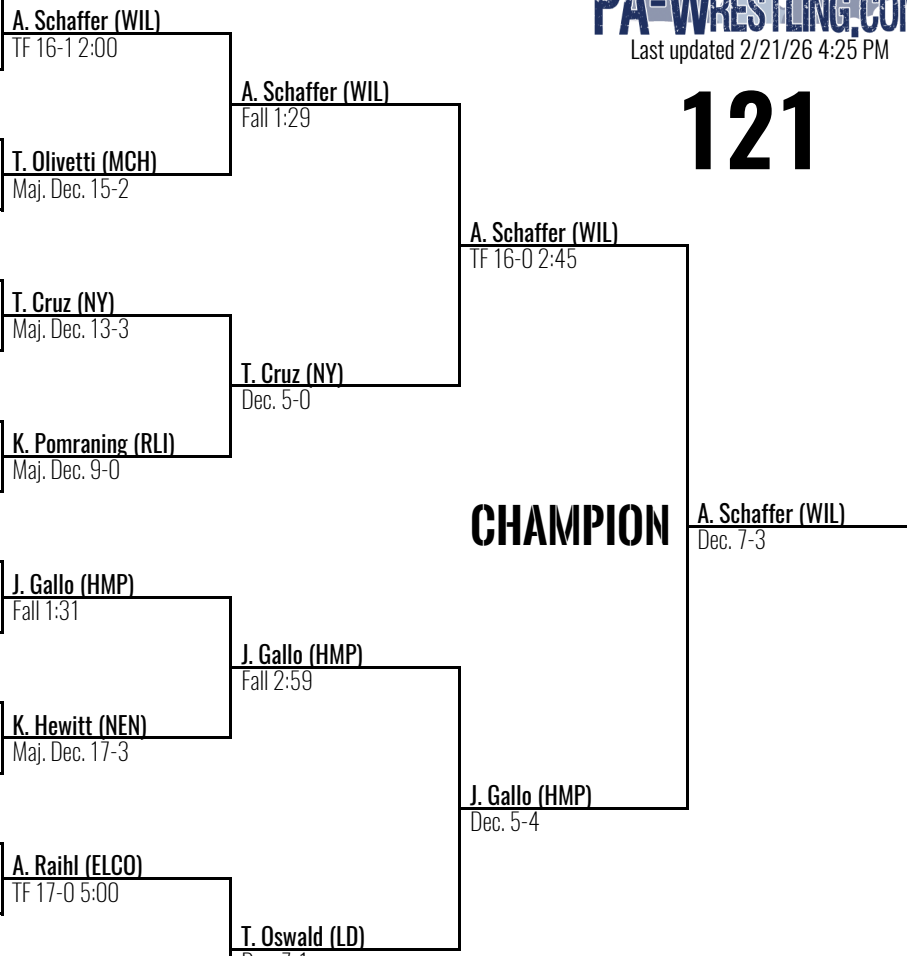 PA-WRESTLING.COM
Last updated 2/21/26 4:25 PM
121
A. Schaffer (WIL)
TF 16-1 2:00
A. Schaffer (WIL)
Fall 1:29
T. Olivetti (MCH)
Maj. Dec. 15-2
A. Schaffer (WIL)
TF 16-0 2:45
T. Cruz (NY)
Maj. Dec. 13-3
T. Cruz (NY)
Dec. 5-0
K. Pomraning (RLI)
Maj. Dec. 9-0
CHAMPION
A. Schaffer (WIL)
Dec. 7-3
J. Gallo (HMP)
Fall 1:31
J. Gallo (HMP)
Fall 2:59
K. Hewitt (NEN)
Maj. Dec. 17-3
J. Gallo (HMP)
Dec. 5-4
A. Raihl (ELCO)
TF 17-0 5:00
T. Oswald (LD)